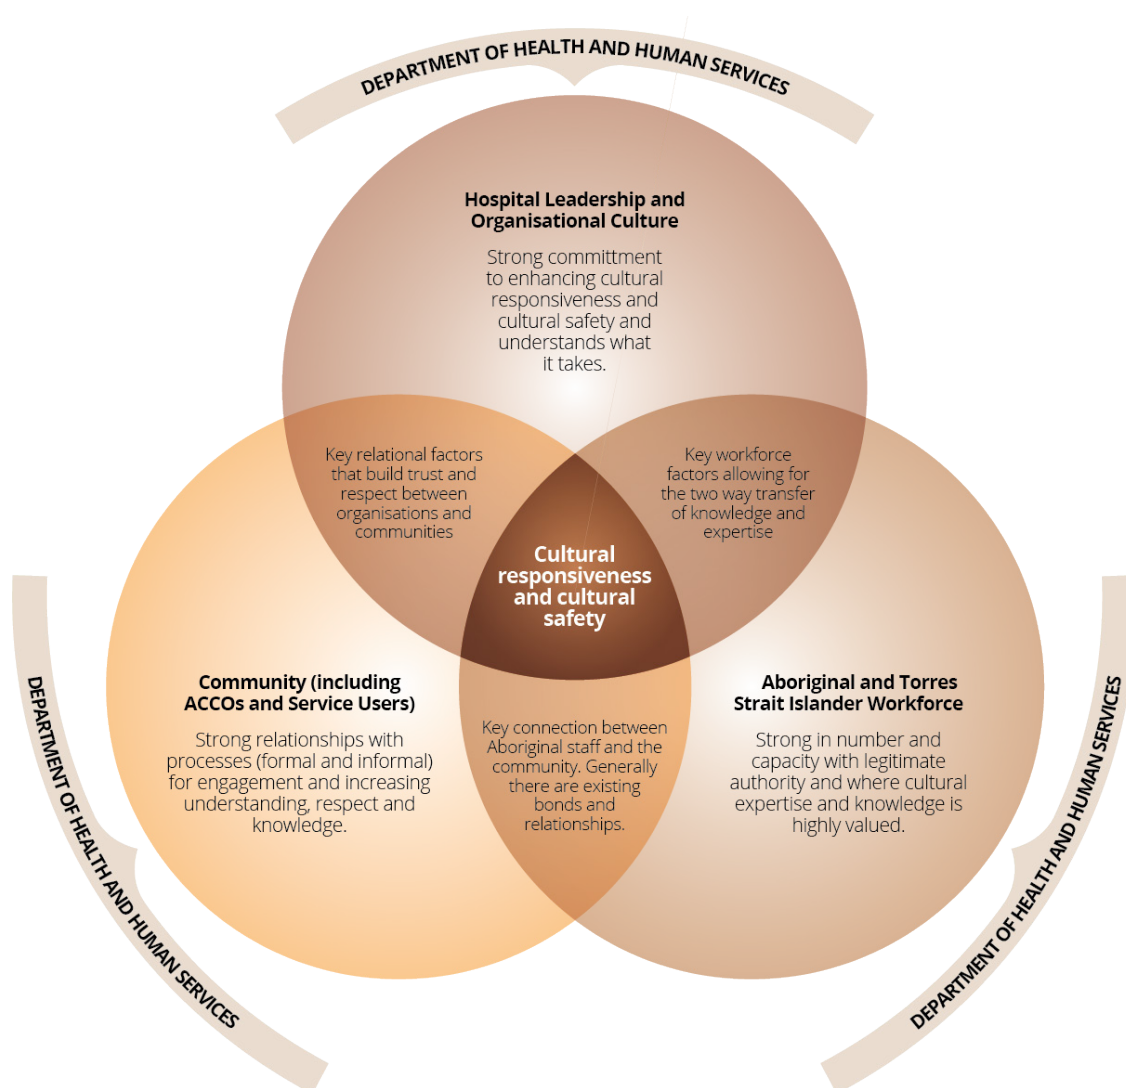 DEPARTMENT OF HEALTH AND HUMAN SERVICES
Hospital Leadership and
Organisational Culture
Strong committment
to enhancing cultural
responsiveness and
cultural safety and
understands what
it takes.
Key relational factors
that build trust and
respect between
organisations and
communities
Key workforce
factors allowing for
the two way transfer
of knowledge and
expertise
Cultural
responsiveness
and cultural
safety
Community (including
ACCOs and Service Users)
Strong relationships with
processes (formal and informal)
for engagement and increasing
understanding, respect and
knowledge.
Key connection between
Aboriginal staff and the
community. Generally
there are existing
bonds and
relationships.
Aboriginal and Torres
Strait Islander Workforce
Strong in number and
capacity with legitimate
authority and where cultural
expertise and knowledge is
highly valued.
DEPARTMENT OF HEALTH AND HUMAN SERVICES
DEPARTMENT OF HEALTH AND HUMAN SERVICES